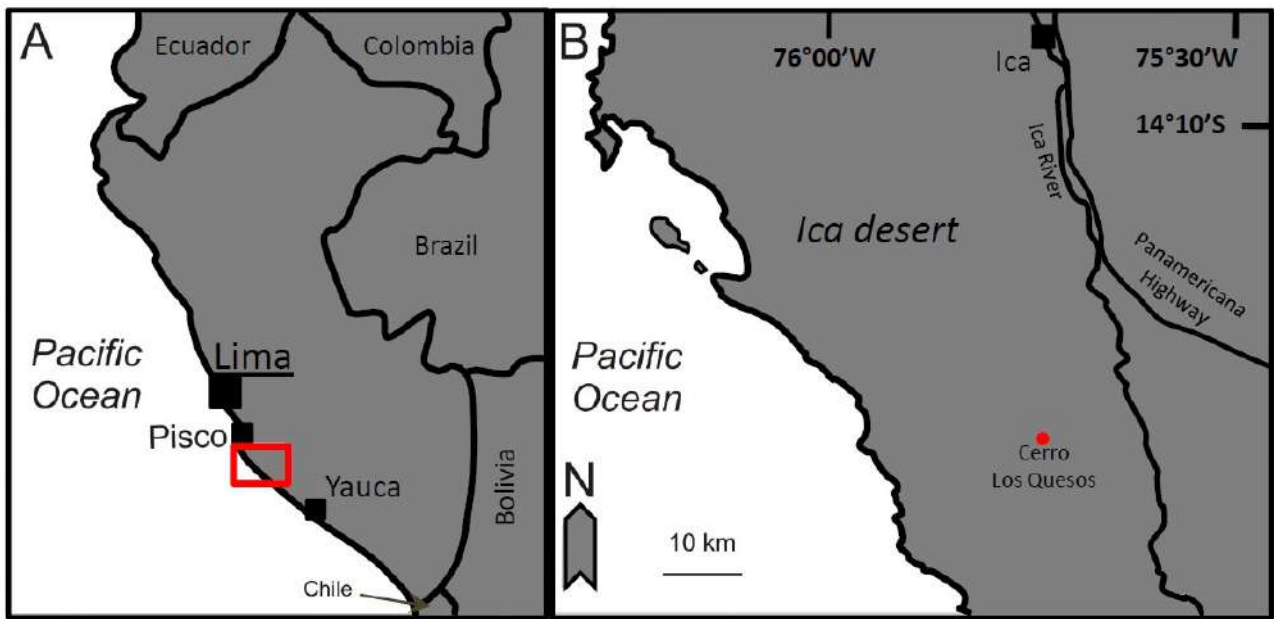 A
Ecuador
Colombia
Brazil
Pacific
Ocean
Lima
Pisco
Yauca
Bolivia
Chile
B
76°00'W
Ica
75°30'W
14°10'S
Ica River
Ica desert
Panamericana
Highway
Pacific
Ocean
Cerro
Los Quesos
N
10 km